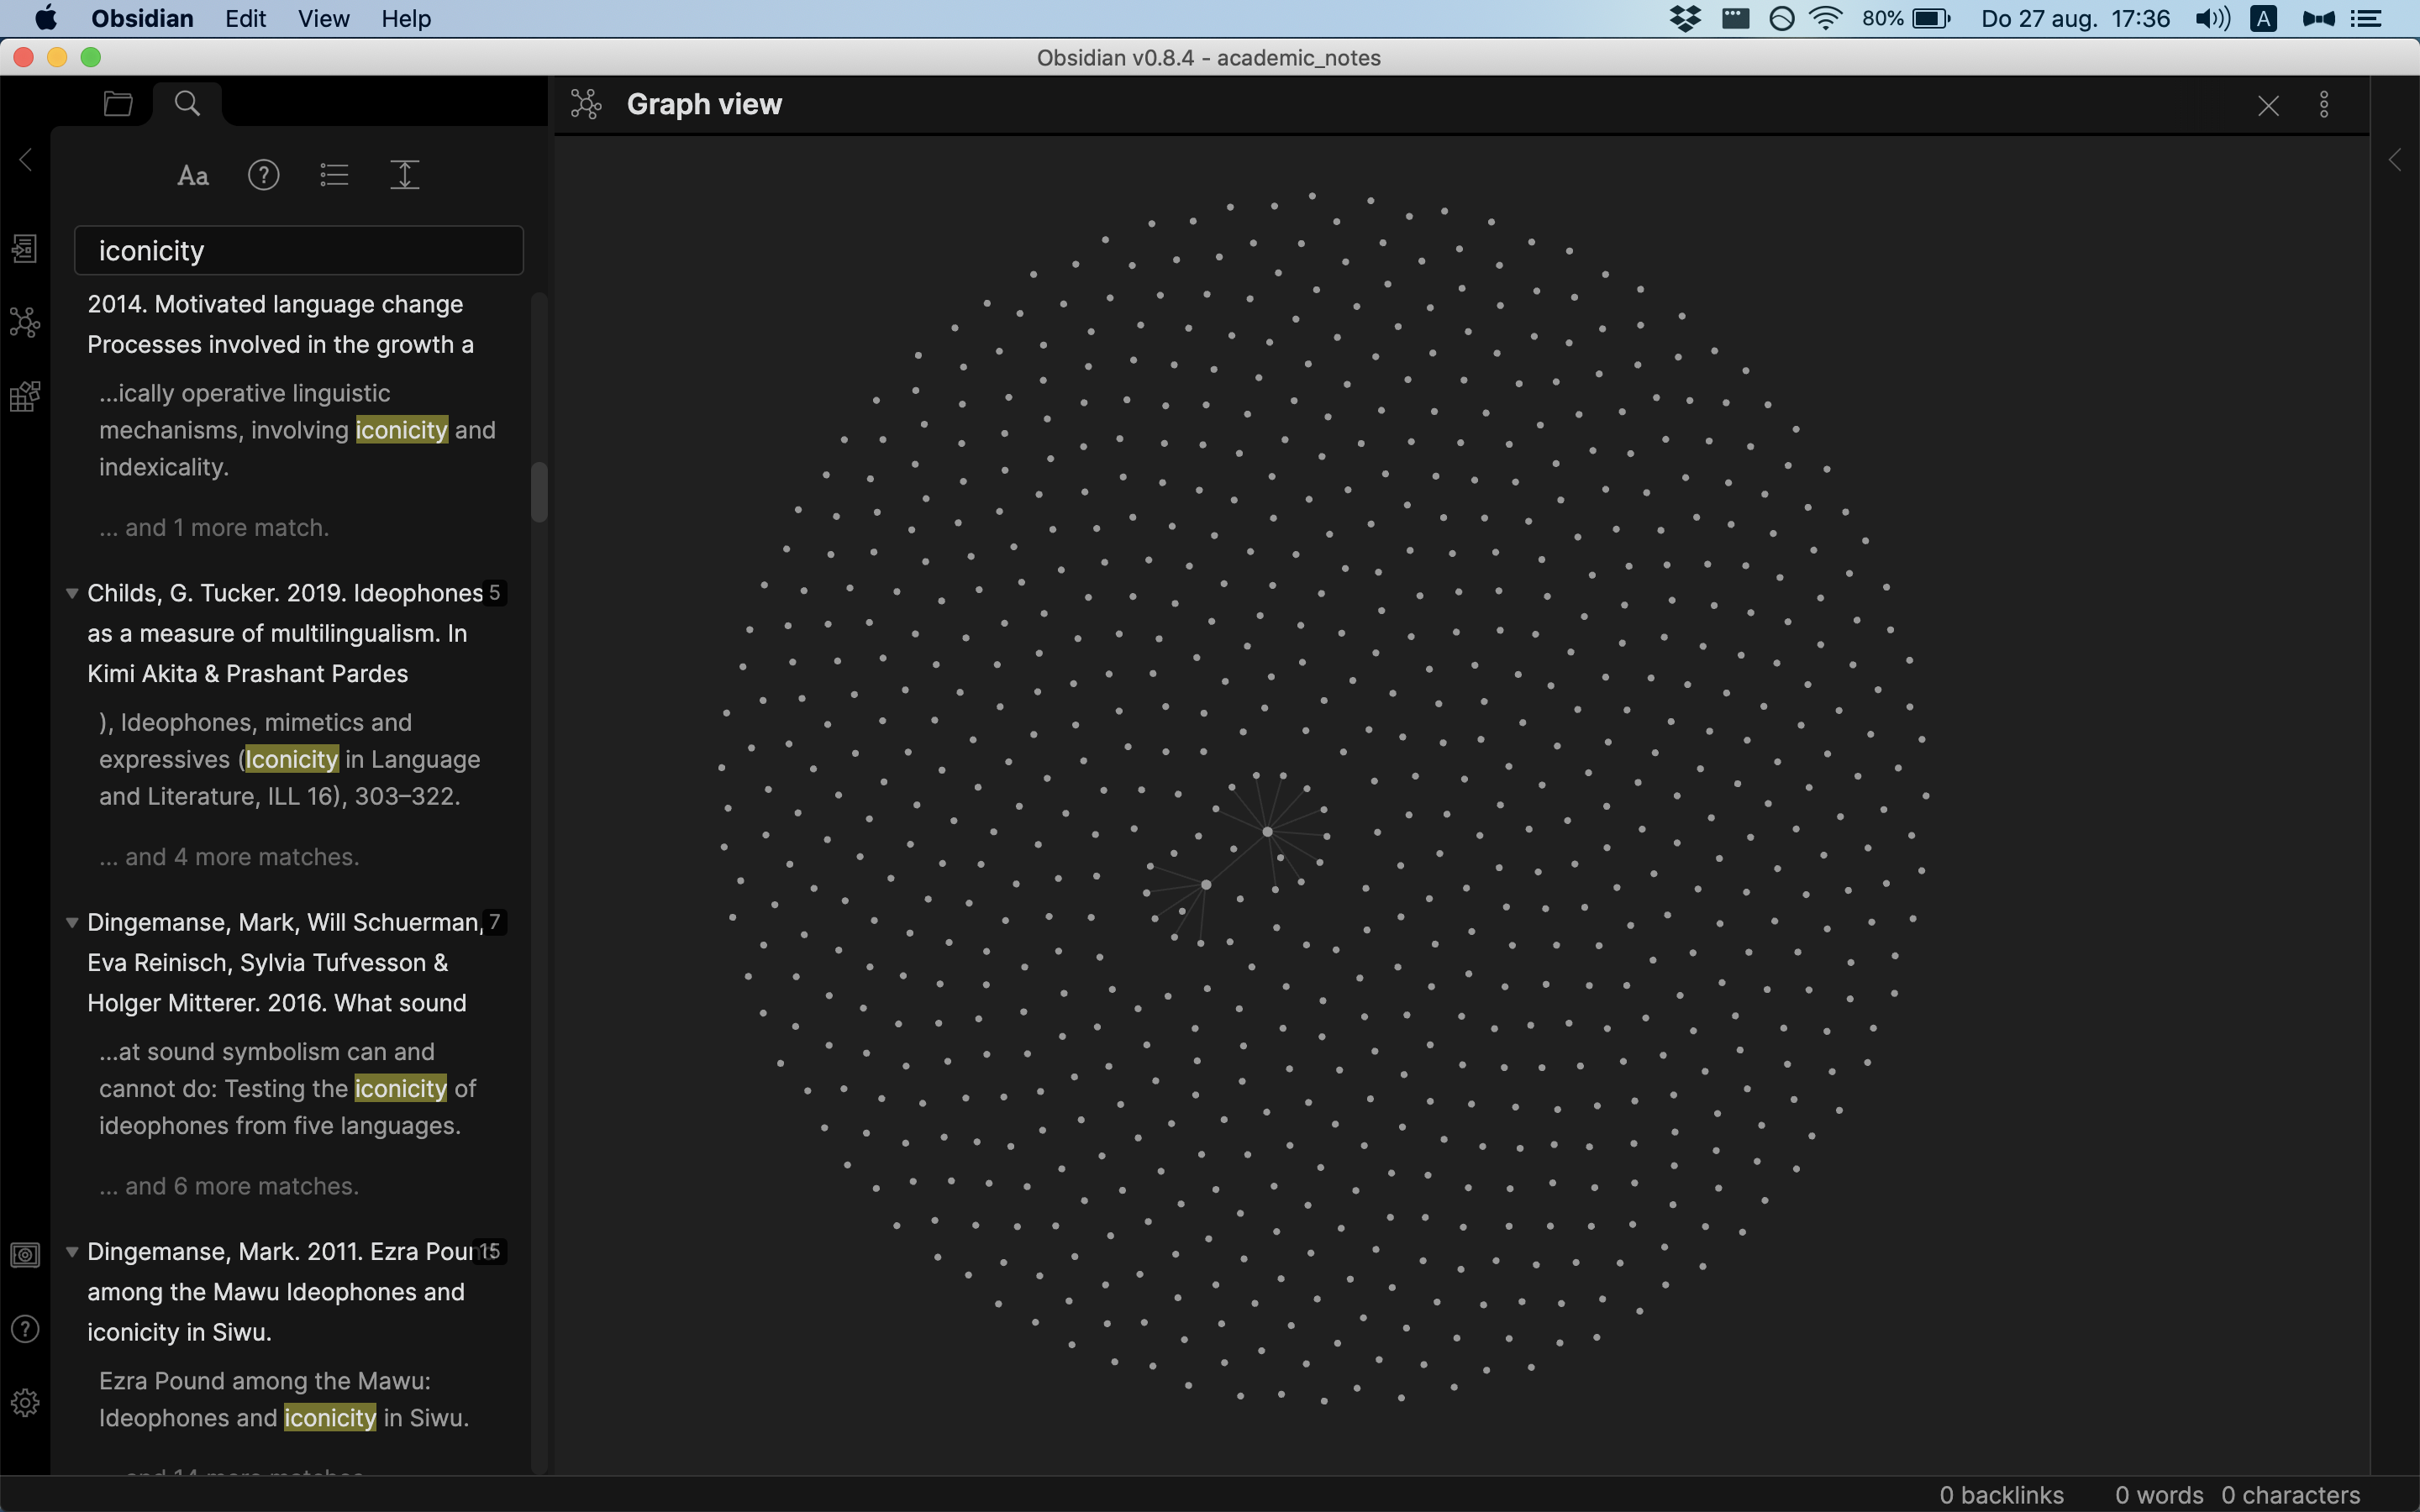 Obsidian Edit View Help 80% Do 27 aug. 17:36 A
Obsidian v0.8.4 - academic_notes
Graph view
Aa
iconicity
2014. Motivated language change
Processes involved in the growth a
...ically operative linguistic
mechanisms, involving iconicity and
indexicality.
... and 1 more match.
Childs, G. Tucker. 2019. Ideophones 5
as a measure of multilingualism. In
Kimi Akita & Prashant Pardes
), Ideophones, mimetics and
expressives (Iconicity in Language
and Literature, ILL 16), 303–322.
... and 4 more matches.
Dingemanse, Mark, Will Schuerman, 7
Eva Reinisch, Sylvia Tufvesson &
Holger Mitterer. 2016. What sound
...at sound symbolism can and
cannot do: Testing the iconicity of
ideophones from five languages.
... and 6 more matches.
Dingemanse, Mark. 2011. Ezra Pound 15
among the Mawu Ideophones and
iconicity in Siwu.
Ezra Pound among the Mawu:
Ideophones and iconicity in Siwu.
... and 14 more matches.
0 backlinks 0 words 0 characters